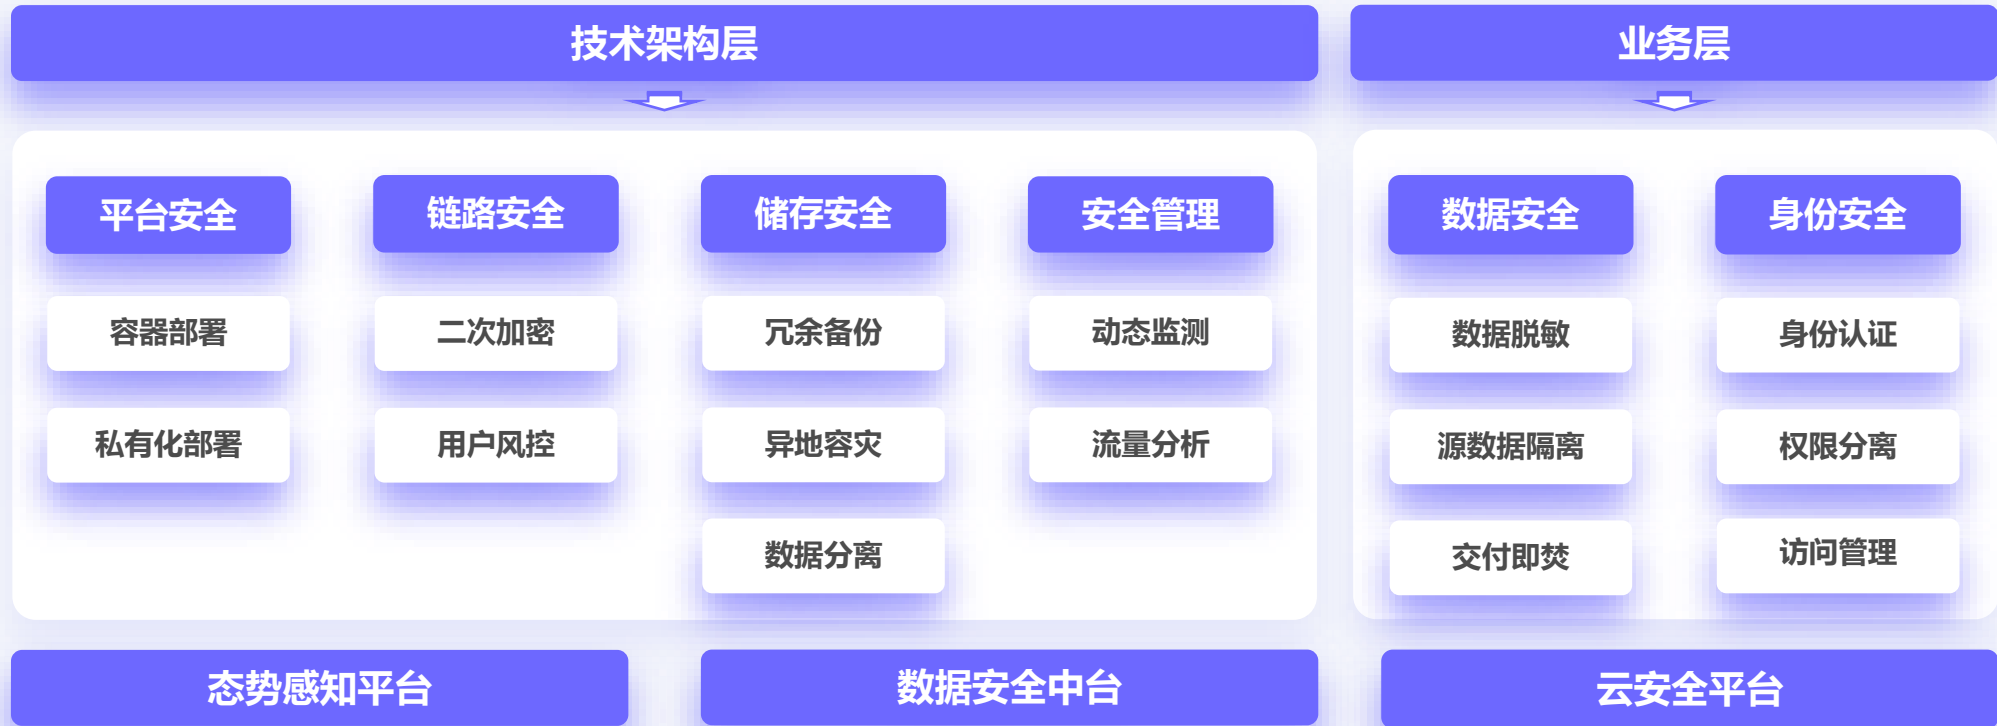 技术架构层
业务层
平台安全
链路安全
储存安全
安全管理
数据安全
身份安全
容器部署
二次加密
冗余备份
动态监测
数据脱敏
身份认证
私有化部署
用户风控
异地容灾
流量分析
源数据隔离
权限分离
数据分离
交付即焚
访问管理
态势感知平台
数据安全中台
云安全平台